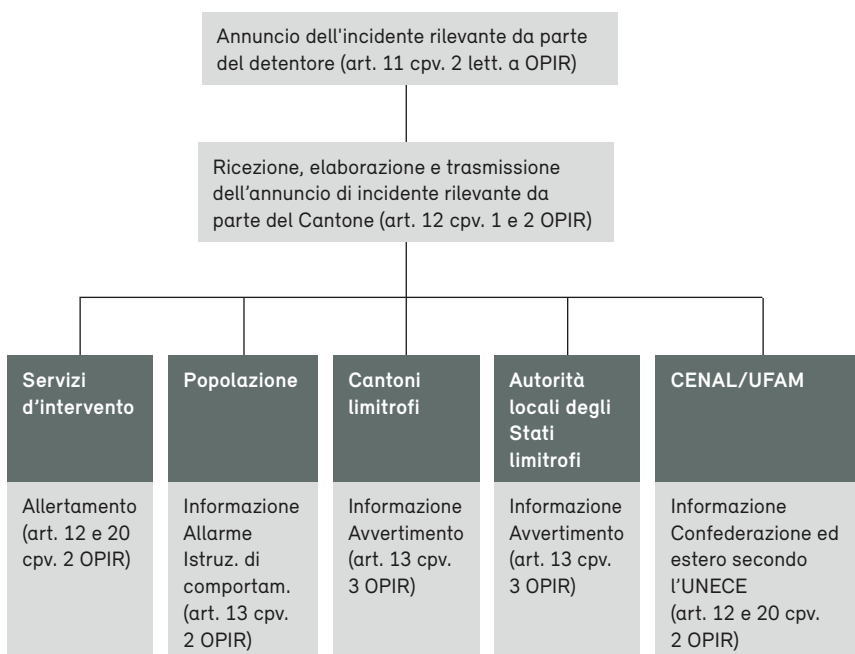 Annuncio dell'incidente rilevante da parte
del detentore (art. 11 cpv. 2 lett. a OPIR)
Ricezione, elaborazione e trasmissione
dell’annuncio di incidente rilevante da
parte del Cantone (art. 12 cpv. 1 e 2 OPIR)
Servizi
d’intervento
Allertamento
(art. 12 e 20
cpv. 2 OPIR)
Popolazione
Informazione
Allarme
Istruz. di
comportam.
(art. 13 cpv.
2 OPIR)
Cantoni
limitrofi
Informazione
Avvertimento
(art. 13 cpv.
3 OPIR)
Autorità
locali degli
Stati
limitrofi
Informazione
Avvertimento
(art. 13 cpv.
3 OPIR)
CENAL/UFAM
Informazione
Confederazione ed
estero secondo
l’UNECE
(art. 12 e 20 cpv.
2 OPIR)